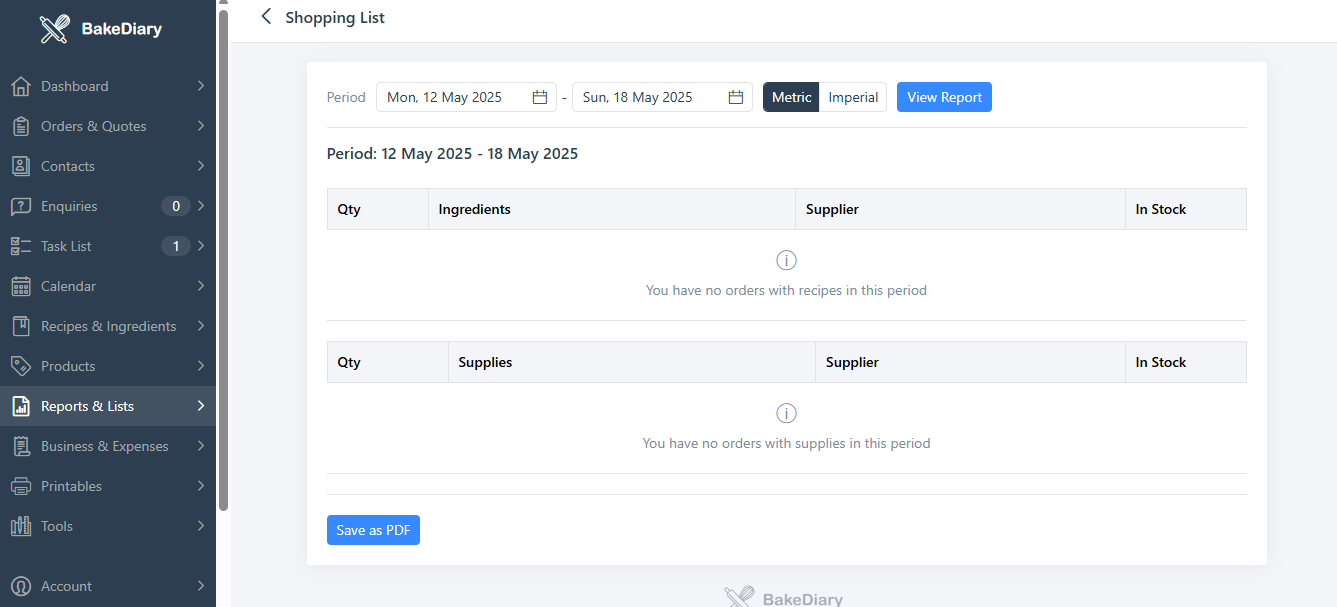 BakeDiary
Dashboard
Orders & Quotes
Contacts
Enquiries 0
Task List 1
Calendar
Recipes & Ingredients
Products
Reports & Lists
Business & Expenses
Printables
Tools
Account
Shopping List
Period Mon, 12 May 2025 - Sun, 18 May 2025 Metric Imperial View Report
Period: 12 May 2025 - 18 May 2025
Qty Ingredients Supplier In Stock
You have no orders with recipes in this period
Qty Supplies Supplier In Stock
You have no orders with supplies in this period
Save as PDF
BakeDiary